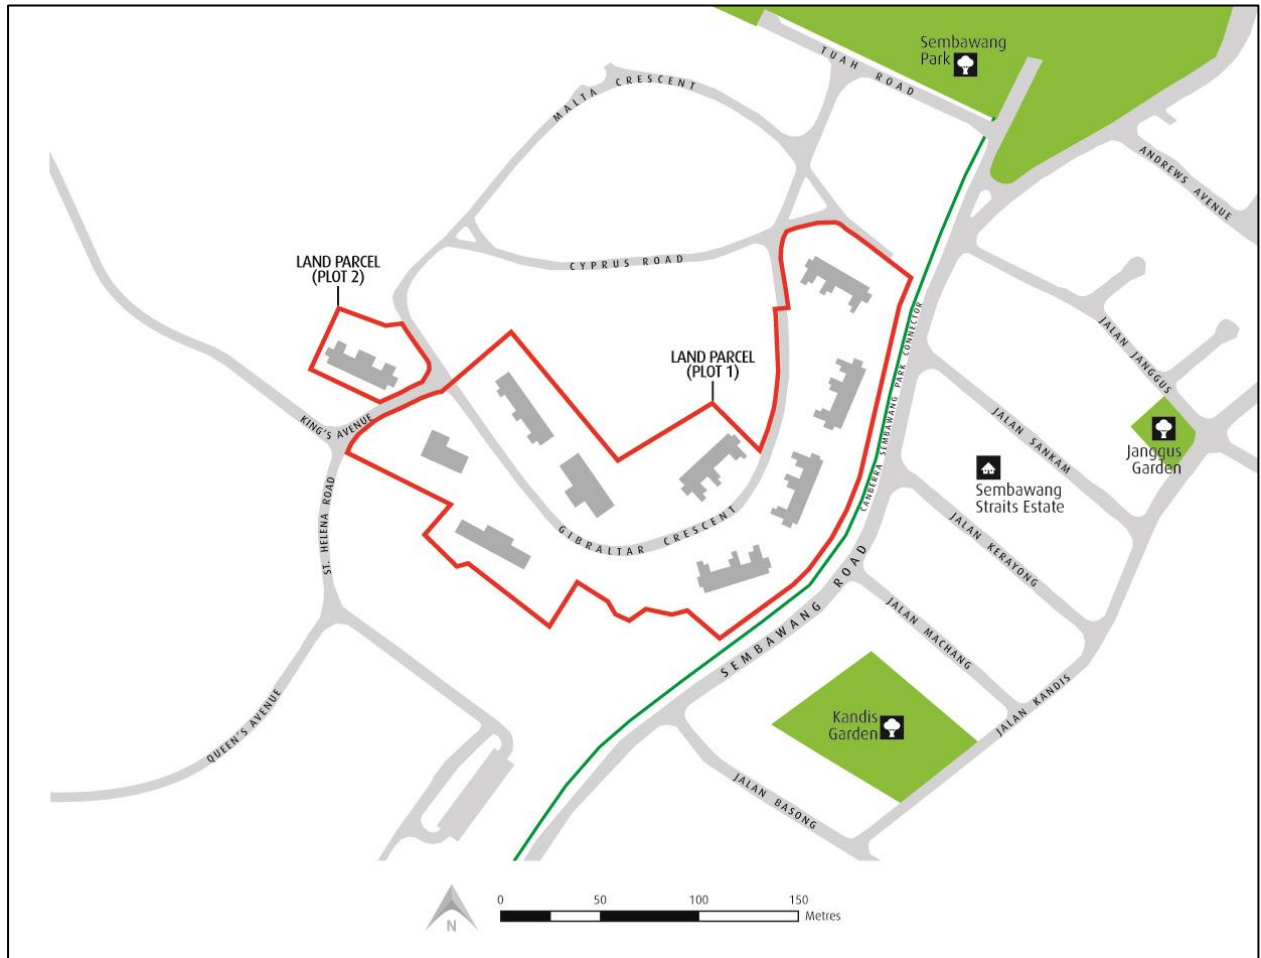 Sembawang
Park
TUAH ROAD
MALTA CRESCENT
ANDREWS AVENUE
LAND PARCEL
(PLOT 2)
CYPRUS ROAD
JALAN JANGGUS
LAND PARCEL
(PLOT 1)
CANBERRA SEMBAWANG PARK CONNECTOR
KING'S AVENUE
JALAN SANKAM
Janggus
Garden
Sembawang
Straits Estate
ST. HELENA ROAD
GIBRALTAR CRESCENT
JALAN KERAYONG
SEMBAWANG ROAD
JALAN MACHANG
QUEEN'S AVENUE
Kandis
Garden
JALAN KANDIS
JALAN BASONG
N
0 50 100 150
Metres